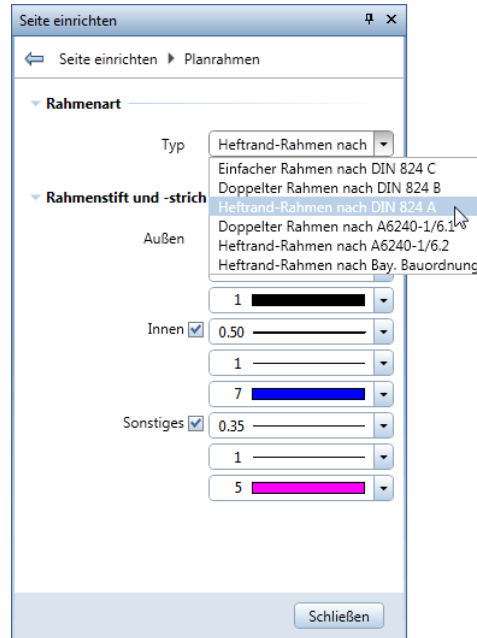 Seite einrichten
Seite einrichten ▶ Planrahmen
Rahmenart
Typ Heftrand-Rahmen nach
Einfacher Rahmen nach DIN 824 C
Doppelter Rahmen nach DIN 824 B
Heftrand-Rahmen nach DIN 824 A
Doppelter Rahmen nach A6240-1/6.1
Heftrand-Rahmen nach A6240-1/6.2
Heftrand-Rahmen nach Bay. Bauordnung
Rahmenstift und -strich
Außen
1
Innen 0.50
1
7
Sonstiges 0.35
1
5
Schließen